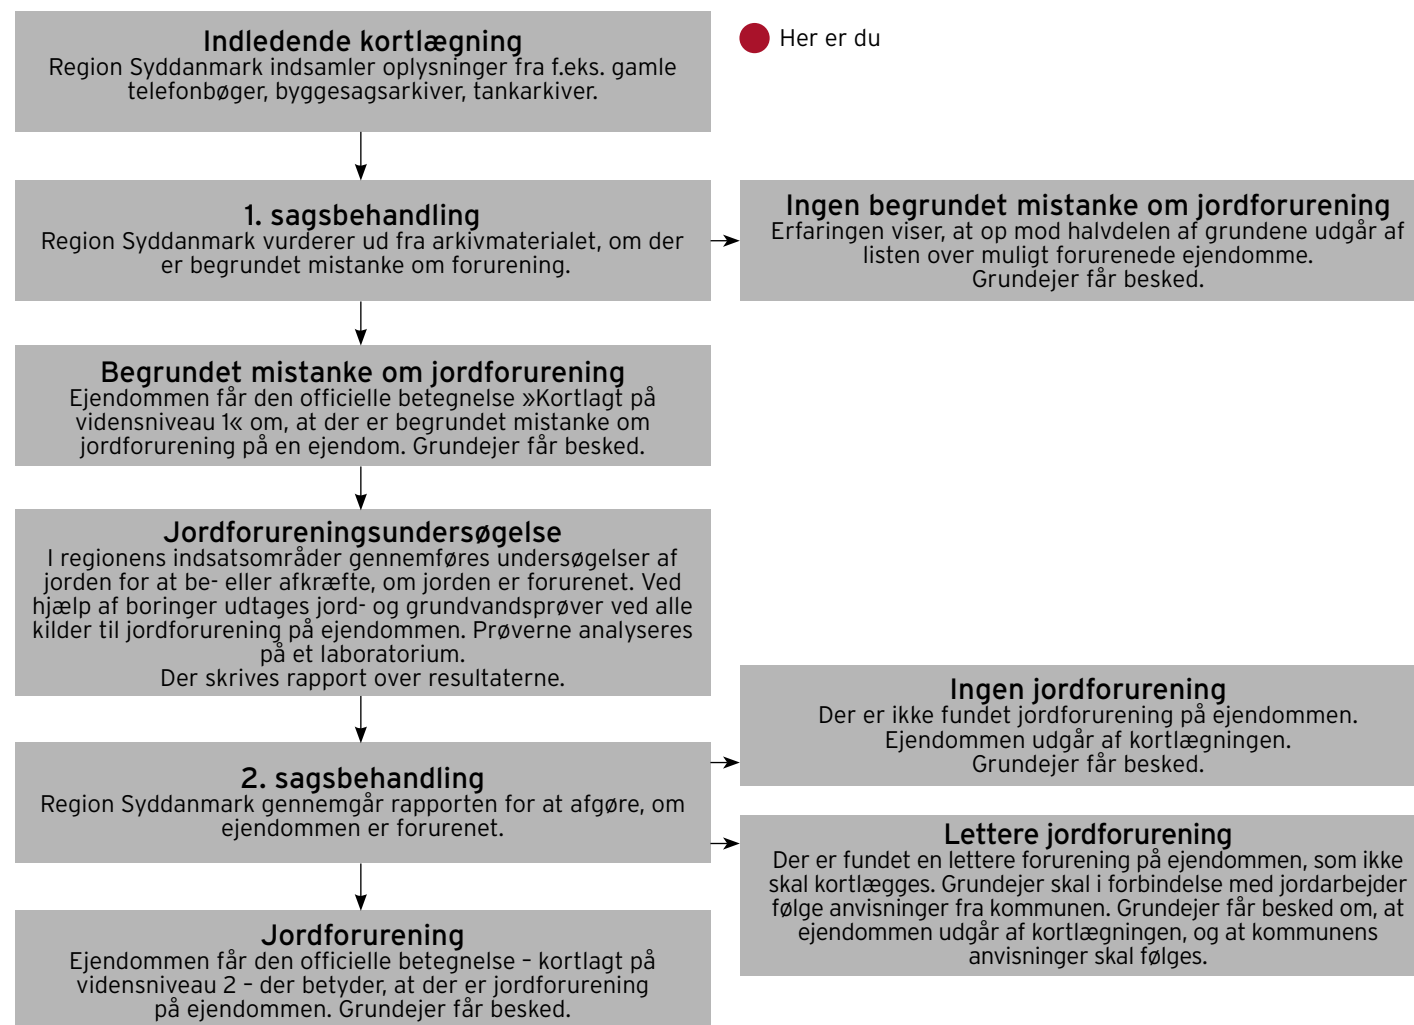 Indledende kortlægning
Region Syddanmark indsamler oplysninger fra f.eks. gamle
telefonbøger, byggesagsarkiver, tankarkiver.
Her er du
1. sagsbehandling
Region Syddanmark vurderer ud fra arkivmaterialet, om der
er begrundet mistanke om forurening.
Ingen begrundet mistanke om jordforurening
Erfaringen viser, at op mod halvdelen af grundene udgår af
listen over muligt forurenede ejendomme.
Grundejer får besked.
Begrundet mistanke om jordforurening
Ejendommen får den officielle betegnelse »Kortlagt på
vidensniveau 1« om, at der er begrundet mistanke om
jordforurening på en ejendom. Grundejer får besked.
Jordforureningsundersøgelse
I regionens indsatsområder gennemføres undersøgelser af
jorden for at be- eller afkræfte, om jorden er forurenet. Ved
hjælp af boringer udtages jord- og grundvandsprøver ved alle
kilder til jordforurening på ejendommen. Prøverne analyseres
på et laboratorium.
Der skrives rapport over resultaterne.
Ingen jordforurening
Der er ikke fundet jordforurening på ejendommen.
Ejendommen udgår af kortlægningen.
Grundejer får besked.
2. sagsbehandling
Region Syddanmark gennemgår rapporten for at afgøre, om
ejendommen er forurenet.
Lettere jordforurening
Der er fundet en lettere forurening på ejendommen, som ikke
skal kortlægges. Grundejer skal i forbindelse med jordarbejder
følge anvisninger fra kommunen. Grundejer får besked om, at
ejendommen udgår af kortlægningen, og at kommunens
anvisninger skal følges.
Jordforurening
Ejendommen får den officielle betegnelse – kortlagt på
vidensniveau 2 – der betyder, at der er jordforurening
på ejendommen. Grundejer får besked.